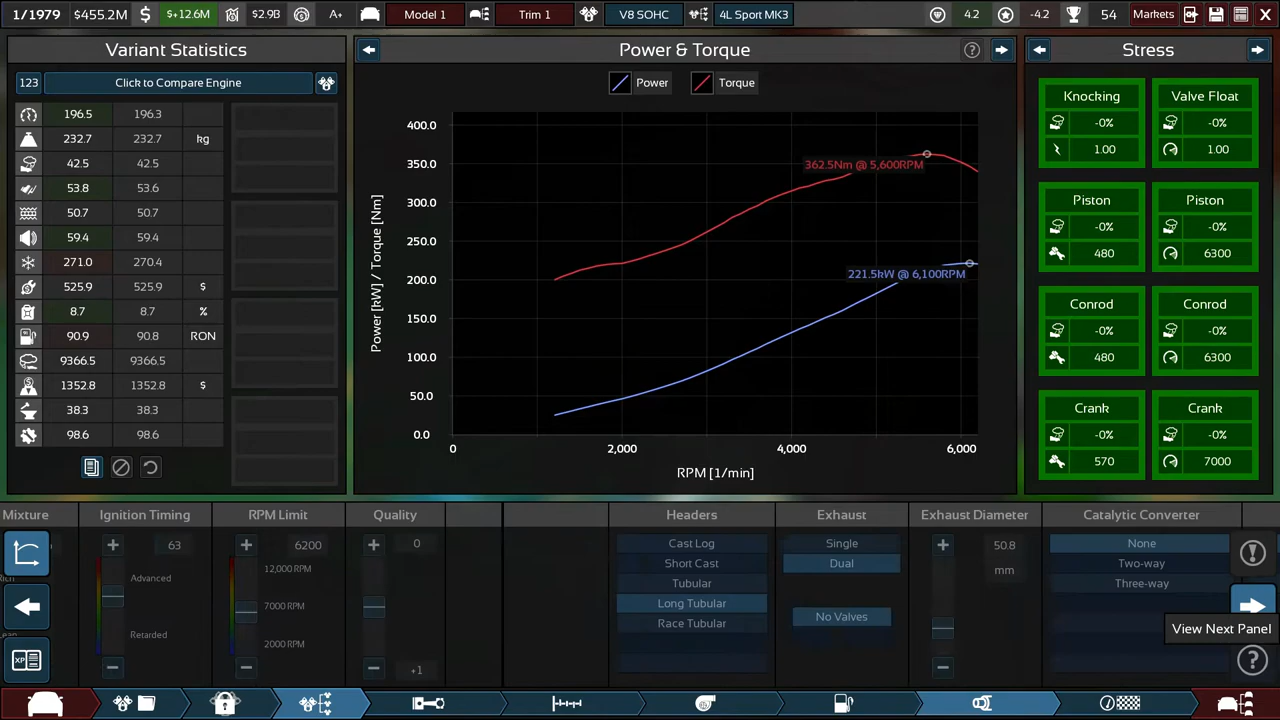 1/1979 $455.2M $+12.6M $2.9B A+ Model 1 Trim 1 V8 SOHC 4L Sport MK3 4.2 -4.2 54 Markets
Variant Statistics
123 Click to Compare Engine
196.5 196.3
232.7 232.7 kg
42.5 42.5
53.8 53.6
50.7 50.7
59.4 59.4
271.0 270.4
525.9 525.9 $
8.7 8.7 %
90.9 90.8 RON
9366.5 9366.5
1352.8 1352.8 $
38.3 38.3
98.6 98.6
Power & Torque
Power Torque
400.0
350.0
300.0
250.0
200.0
150.0
100.0
50.0
0.0
Power [kW] / Torque [Nm]
362.5Nm @ 5,600RPM
221.5kW @ 6,100RPM
0 2,000 4,000 6,000
RPM [1/min]
Stress
Knocking Valve Float
-0% -0%
1.00 1.00
Piston Piston
-0% -0%
480 6300
Conrod Conrod
-0% -0%
480 6300
Crank Crank
-0% -0%
570 7000
Mixture
Ignition Timing
63
Advanced
Retarded
RPM Limit
6200
12,000 RPM
7000 RPM
2000 RPM
Quality
0
+1
Headers
Cast Log
Short Cast
Tubular
Long Tubular
Race Tubular
Exhaust
Single
Dual
No Valves
Exhaust Diameter
50.8
mm
Catalytic Converter
None
Two-way
Three-way
View Next Panel
XP